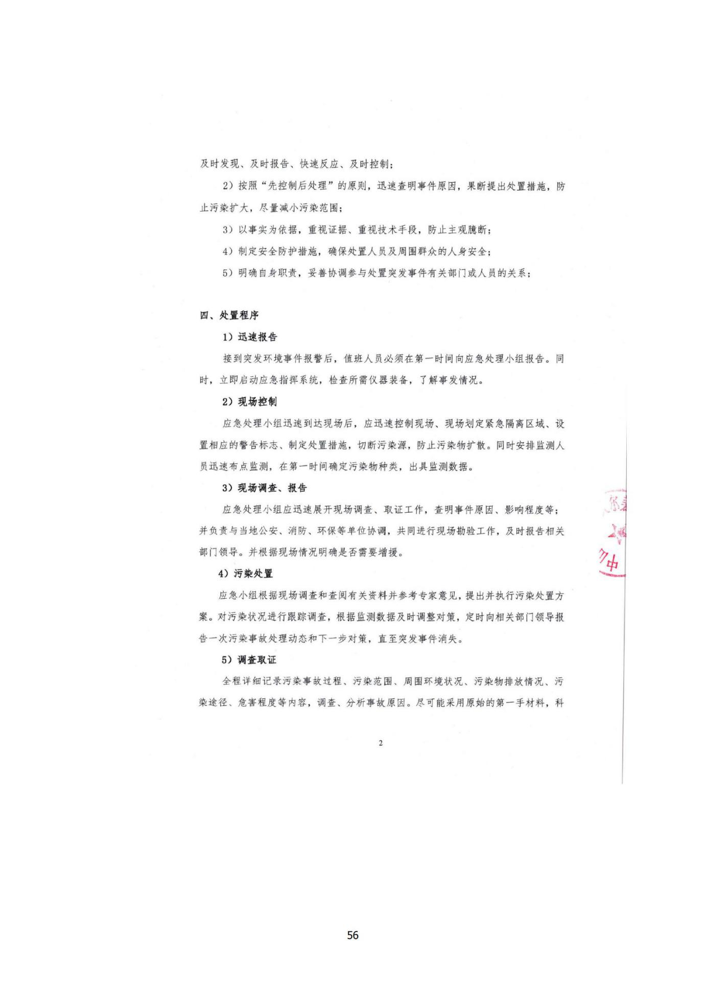 及时发现、及时报告、快速反应、及时控制；
2）按照“先控制后处理”的原则，迅速查明事件原因，果断提出处置措施，防
止污染扩大，尽量减小污染范围；
3）以事实为依据，重视证据、重视技术手段，防止主观臆断；
4）制定安全防护措施，确保处置人员及周围群众的人身安全；
5）明确自身职责，妥善协调参与处置突发事件有关部门或人员的关系；
四、处置程序
1）迅速报告
接到突发环境事件报警后，值班人员必须在第一时间向应急处理小组报告。同
时，立即启动应急指挥系统，检查所需仪器装备，了解事发情况。
2）现场控制
应急处理小组迅速到达现场后，应迅速控制现场、现场划定紧急隔离区域、设
置相应的警告标志、制定处置措施，切断污染源，防止污染物扩散。同时安排监测人
员迅速布点监测，在第一时间确定污染物种类，出具监测数据。
3）现场调查、报告
应急处理小组应迅速展开现场调查、取证工作，查明事件原因、影响程度等；
并负责与当地公安、消防、环保等单位协调，共同进行现场勘验工作，及时报告相关
部门领导。并根据现场情况明确是否需要增援。
4）污染处置
应急小组根据现场调查和查阅有关资料并参考专家意见，提出并执行污染处置方
案。对污染状况进行跟踪调查，根据监测数据及时调整对策，定时向相关部门领导报
告一次污染事故处理动态和下一步对策，直至突发事件消失。
5）调查取证
全程详细记录污染事故过程、污染范围、周围环境状况、污染物排放情况、污
染途径、危害程度等内容，调查、分析事故原因。尽可能采用原始的第一手材料，科
2
中
56